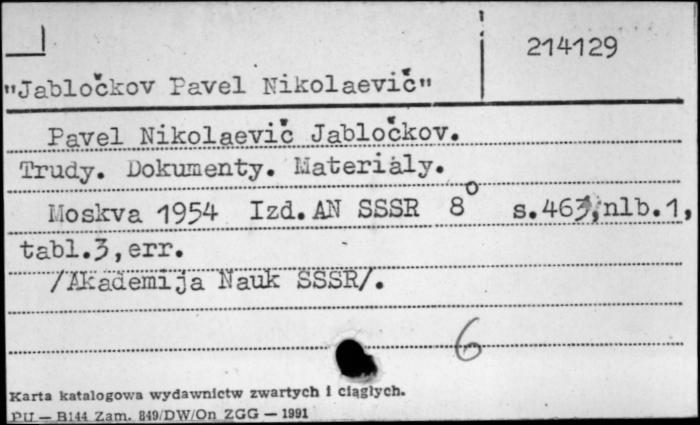 214129
"Jabločkov Pavel Nikolaevič"
Pavel Nikolaevič Jabločkov.
Trudy. Dokumenty. Materiały.
Moskva 1954 Izd.AN SSSR 8° s.463,nlb.1,
tabl.3,err.
/Akademija Nauk SSSR/.
6
Karta katalogowa wydawnictw zwartych i ciągłych.
PU — B144 Zam. 849/DW/On ZGG — 1991